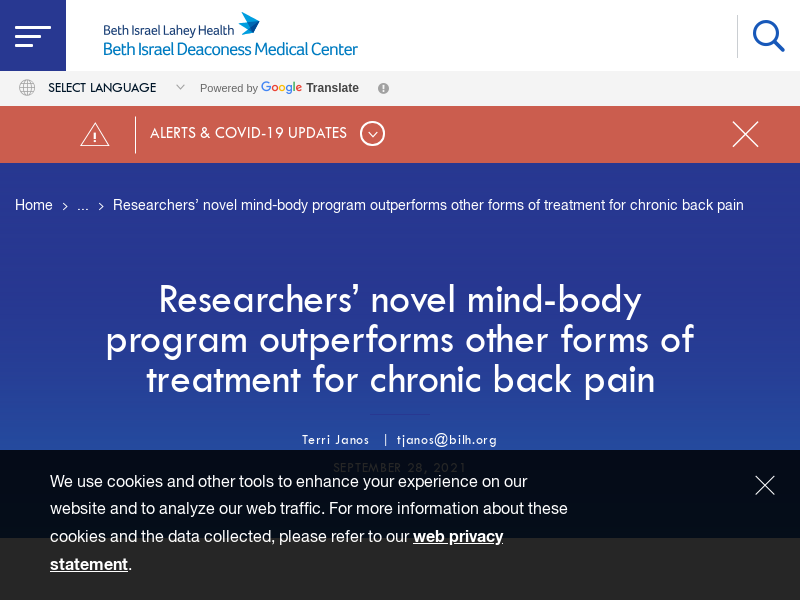 Beth Israel Lahey Health
Beth Israel Deaconess Medical Center
SELECT LANGUAGE
Powered by Google Translate
ALERTS & COVID-19 UPDATES
Home > ... > Researchers’ novel mind-body program outperforms other forms of treatment for chronic back pain
Researchers’ novel mind-body
program outperforms other forms of
treatment for chronic back pain
Terri Janos | tjanos@bilh.org
SEPTEMBER 28, 2021
We use cookies and other tools to enhance your experience on our
website and to analyze our web traffic. For more information about these
cookies and the data collected, please refer to our web privacy
statement.